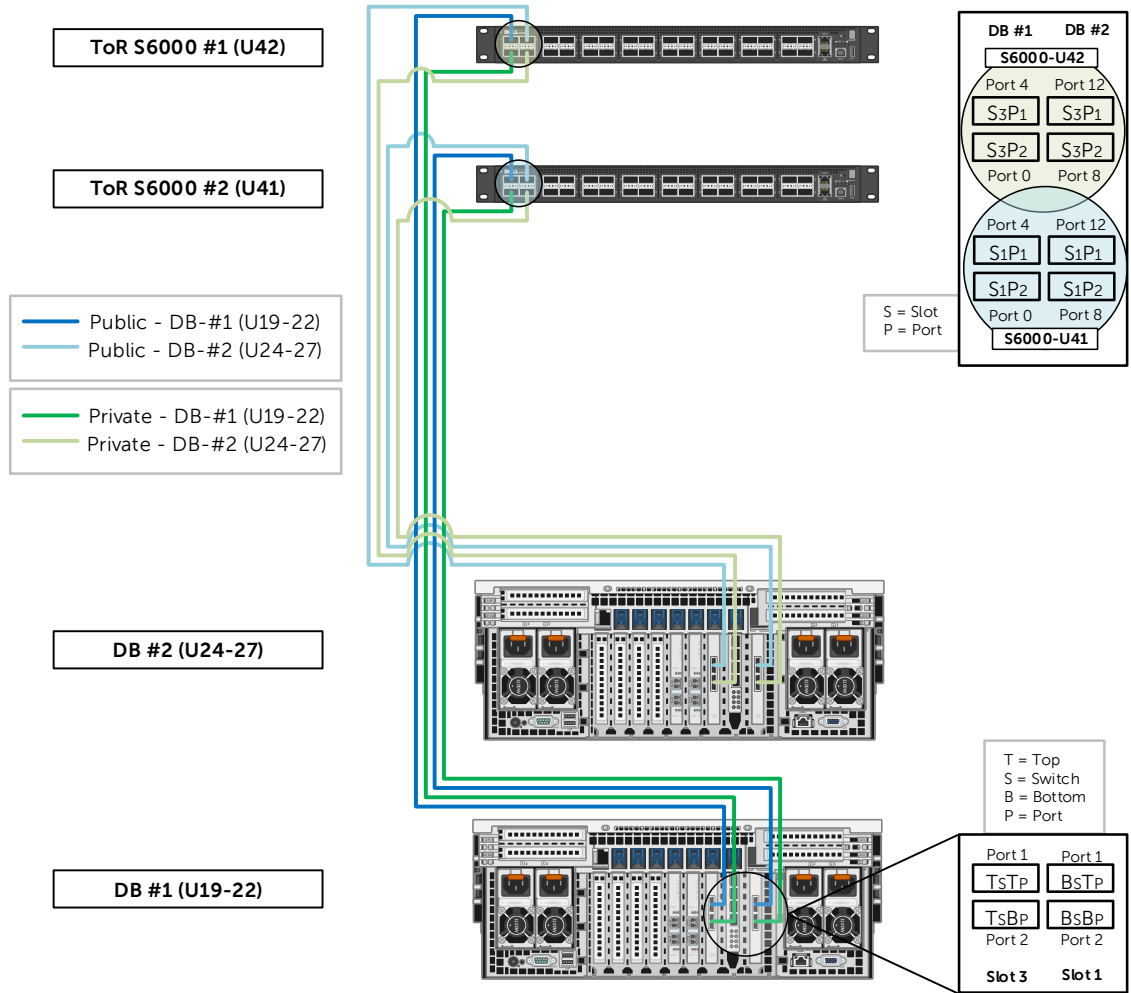 ToR S6000 #1 (U42)
ToR S6000 #2 (U41)
DB #1 DB #2
S6000-U42
Port 4 Port 12
S3P1 S3P1
S3P2 S3P2
Port 0 Port 8
Port 4 Port 12
S1P1 S1P1
S1P2 S1P2
Port 0 Port 8
S6000-U41
S = Slot
P = Port
Public - DB-#1 (U19-22)
Public - DB-#2 (U24-27)
Private - DB-#1 (U19-22)
Private - DB-#2 (U24-27)
DB #2 (U24-27)
DB #1 (U19-22)
T = Top
S = Switch
B = Bottom
P = Port
Port 1 Port 1
TSTP BSTP
TSBP BSBP
Port 2 Port 2
Slot 3 Slot 1